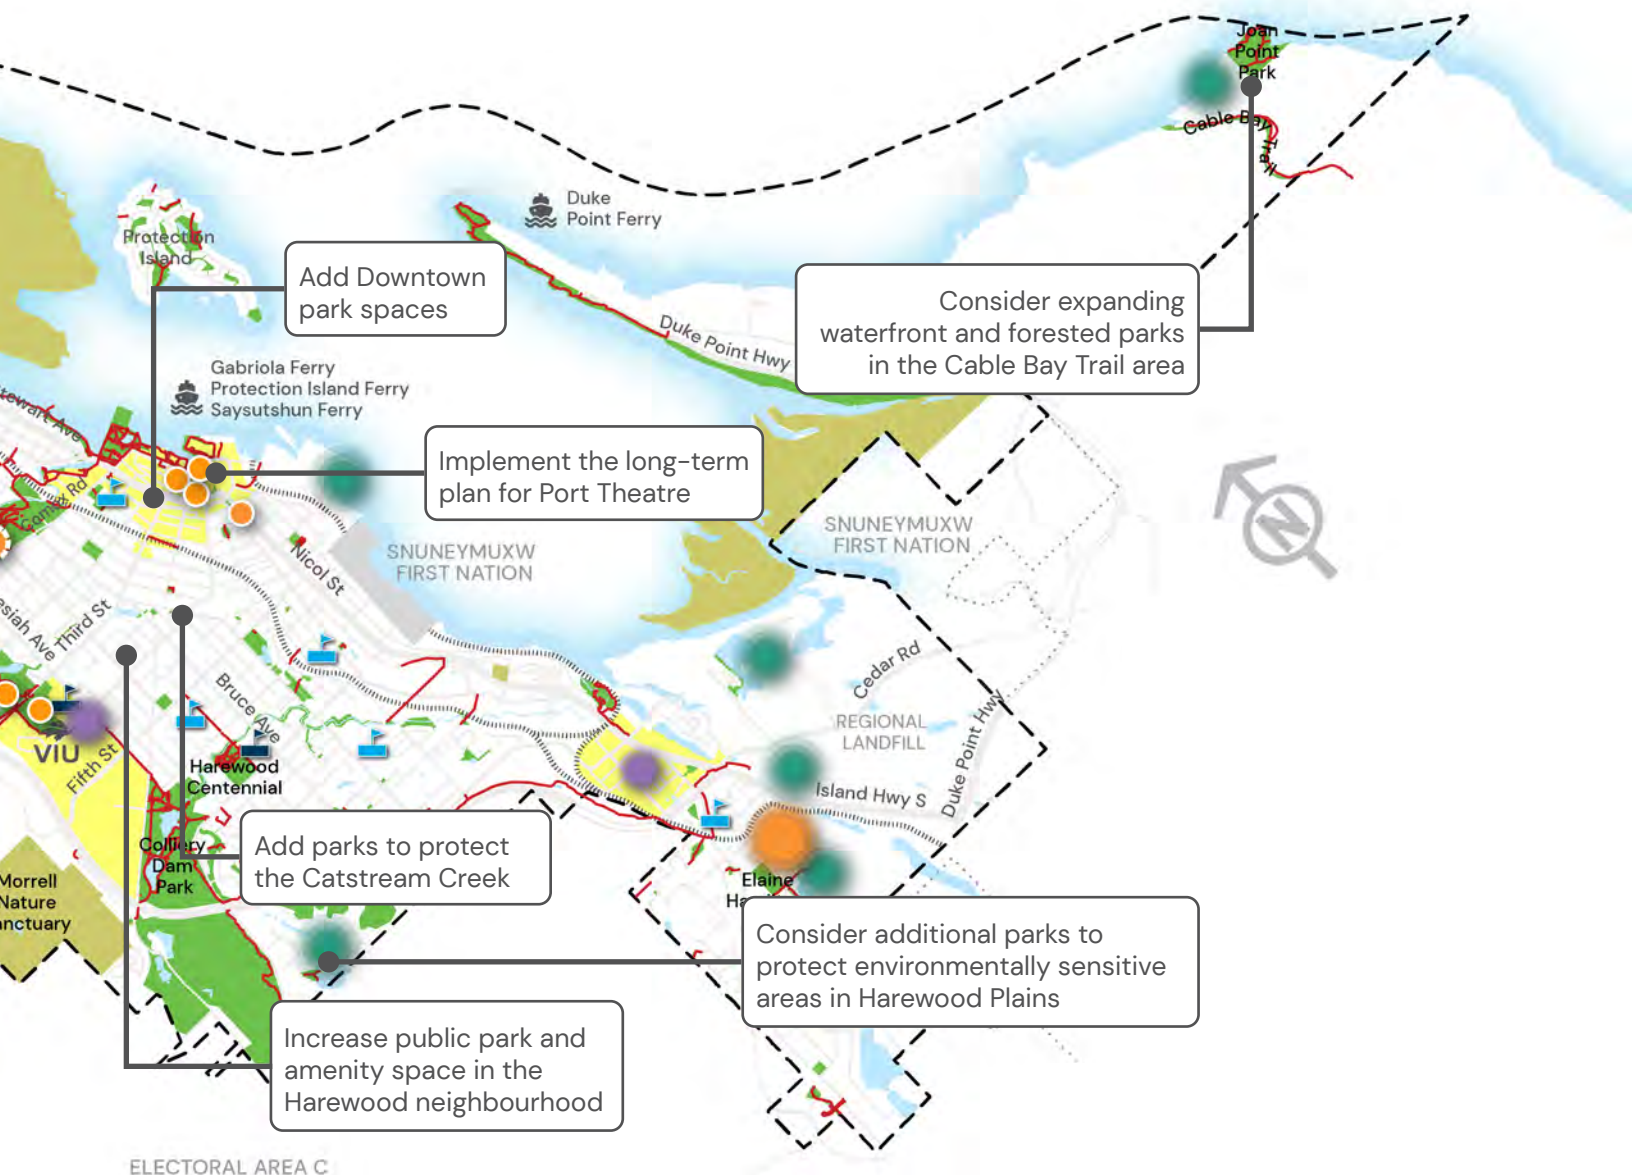 Joan
Point
Park
Cable Bay Trail
Duke
Point Ferry
Protection
Island
Add Downtown
park spaces
Consider expanding
waterfront and forested parks
in the Cable Bay Trail area
Duke Point Hwy
Gabriola Ferry
Protection Island Ferry
Saysutshun Ferry
Stewart Ave
Implement the long-term
plan for Port Theatre
Comox Rd
N
SNUNEYMUXW
FIRST NATION
SNUNEYMUXW
FIRST NATION
Nicol St
Third St
esiah Ave
Cedar Rd
Bruce Ave
REGIONAL
LANDFILL
Duke Point Hwy
VIU
Fifth St
Harewood
Centennial
Island Hwy S
Add parks to protect
the Catstream Creek
Colliery
Dam
Park
Elaine
Ha
Morrell
Nature
anctuary
Consider additional parks to
protect environmentally sensitive
areas in Harewood Plains
Increase public park and
amenity space in the
Harewood neighbourhood
ELECTORAL AREA C